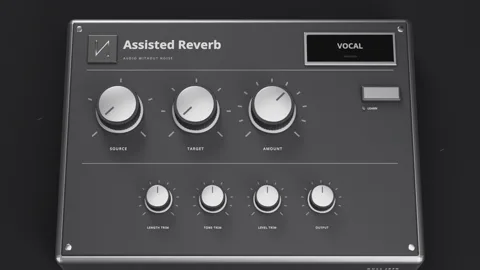 Assisted Reverb
AUDIO WITHOUT NOISE
VOCAL
SOURCE
TARGET
AMOUNT
LENGTH TRIM
TONE TRIM
LEVEL TRIM
OUTPUT